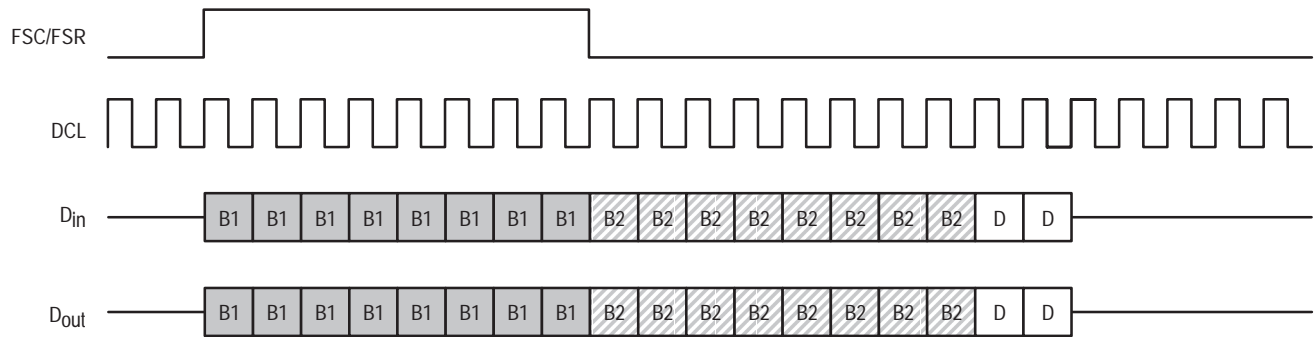 FSC/FSR
DCL
Din B1 B1 B1 B1 B1 B1 B1 B1 B2 B2 B2 B2 B2 B2 B2 B2 D D
Dout B1 B1 B1 B1 B1 B1 B1 B1 B2 B2 B2 B2 B2 B2 B2 B2 D D